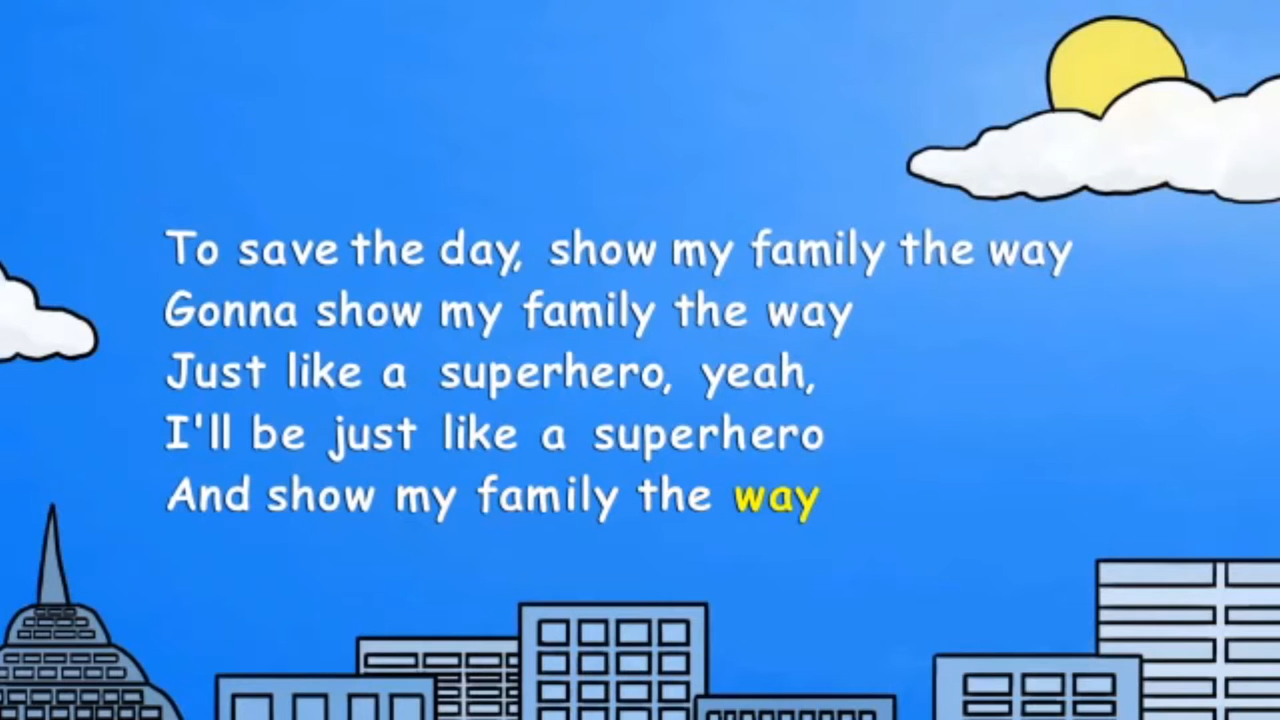 To save the day, show my family the way
Gonna show my family the way
Just like a superhero, yeah,
I'll be just like a superhero
And show my family the way